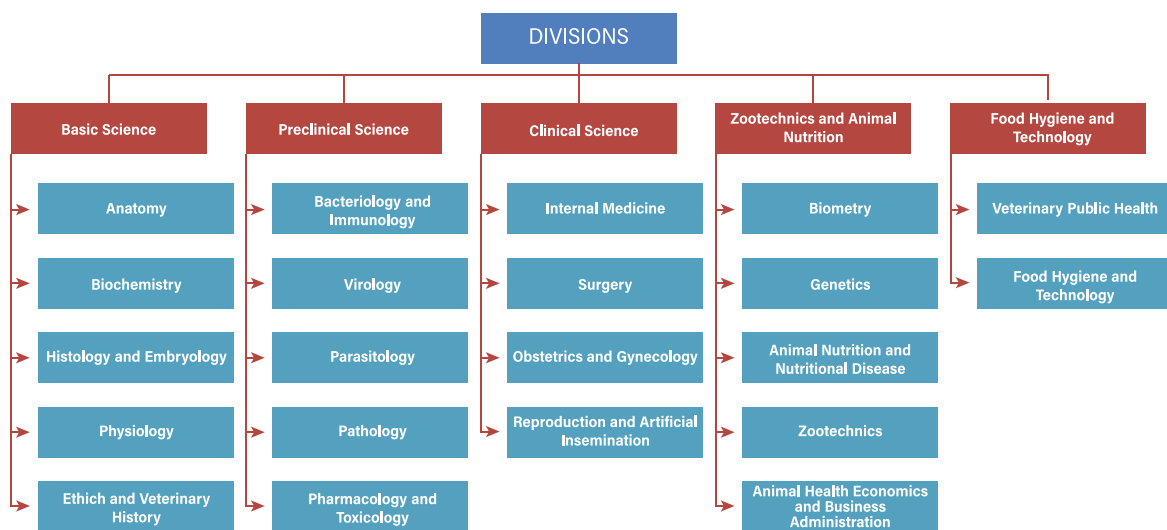 DIVISIONS
Basic Science
Anatomy
Biochemistry
Histology and Embryology
Physiology
Ethich and Veterinary
History
Preclinical Science
Bacteriology and
Immunology
Virology
Parasitology
Pathology
Pharmacology and
Toxicology
Clinical Science
Internal Medicine
Surgery
Obstetrics and Gynecology
Reproduction and Artificial
Insemination
Zootechnics and Animal
Nutrition
Biometry
Genetics
Animal Nutrition and
Nutritional Disease
Zootechnics
Animal Health Economics
and Business
Administration
Food Hygiene and
Technology
Veterinary Public Health
Food Hygiene and
Technology